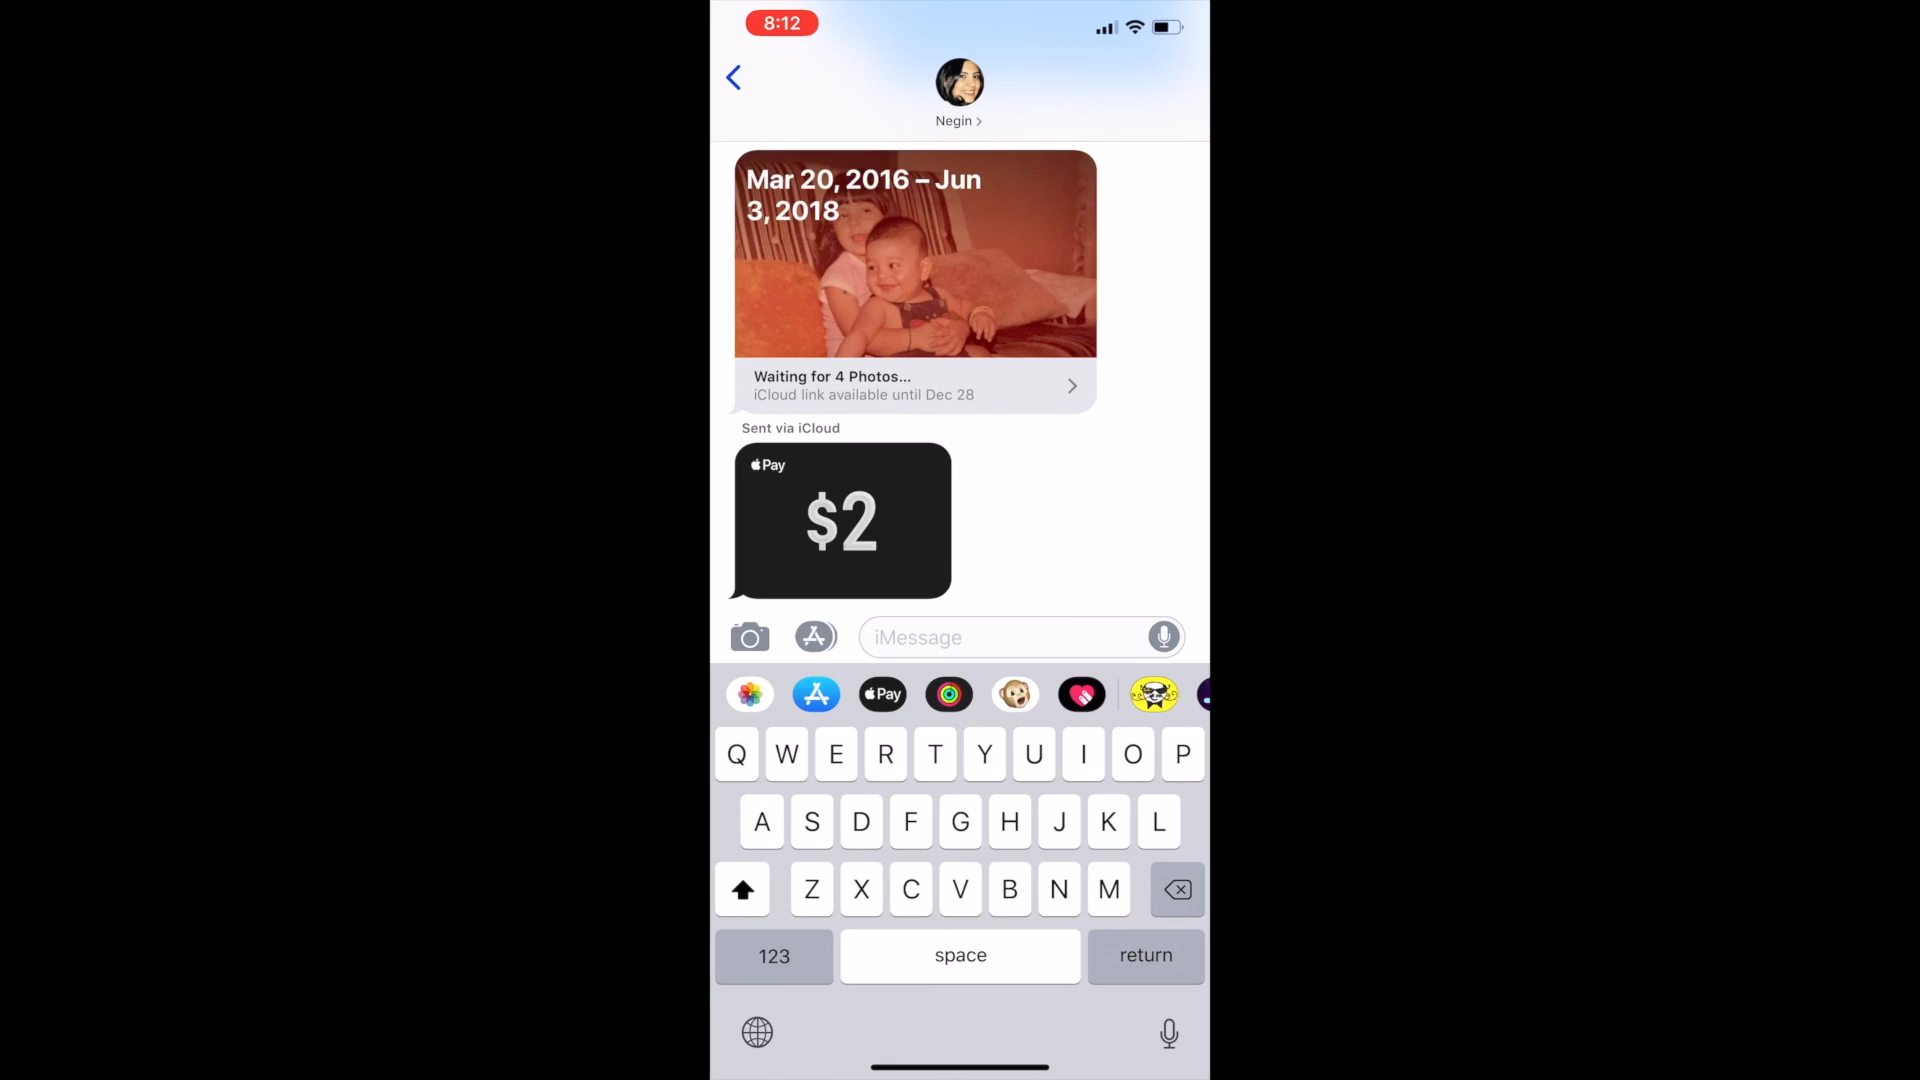 8:12
Negin
Mar 20, 2016 – Jun
3, 2018
Waiting for 4 Photos...
iCloud link available until Dec 28
Sent via iCloud
Pay
$2
iMessage
Pay
Q W E R T Y U I O P
A S D F G H J K L
Z X C V B N M
123 space return